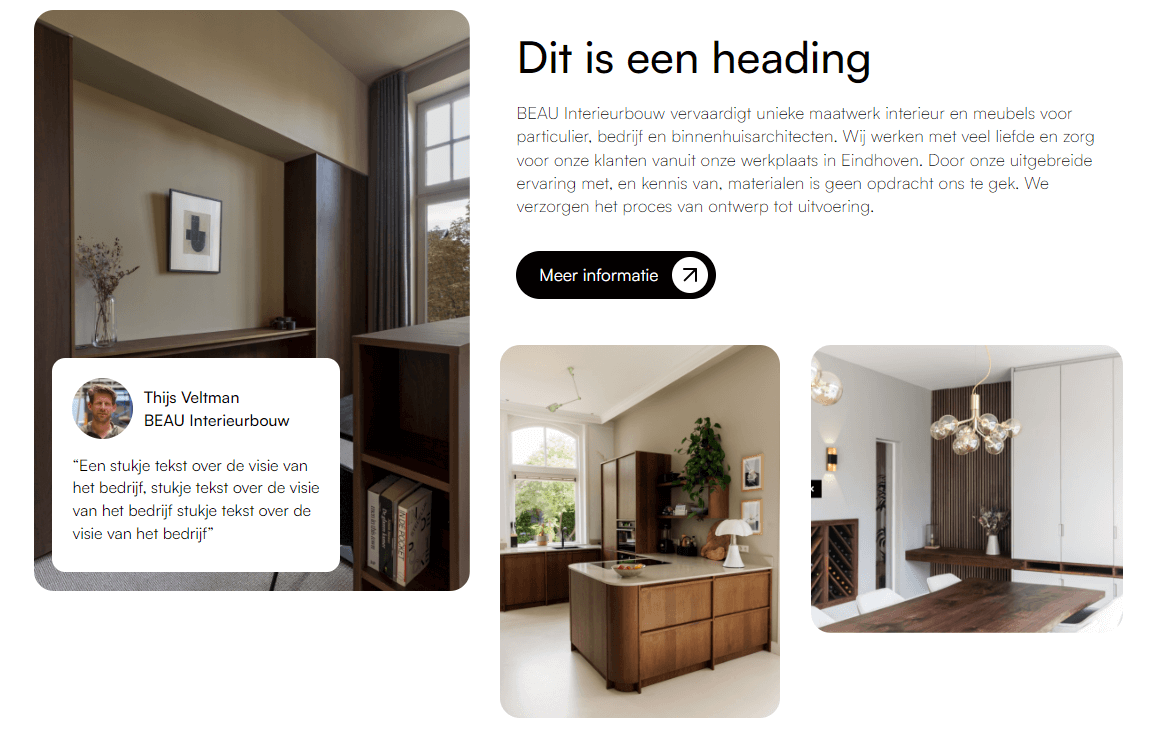 Dit is een heading
BEAU Interieurbouw vervaardigt unieke maatwerk interieur en meubels voor
particulier, bedrijf en binnenhuisarchitecten. Wij werken met veel liefde en zorg
voor onze klanten vanuit onze werkplaats in Eindhoven. Door onze uitgebreide
ervaring met, en kennis van, materialen is geen opdracht ons te gek. We
verzorgen het proces van ontwerp tot uitvoering.
Meer informatie
Thijs Veltman
BEAU Interieurbouw
“Een stukje tekst over de visie van
het bedrijf, stukje tekst over de visie
van het bedrijf stukje tekst over de
visie van het bedrijf”